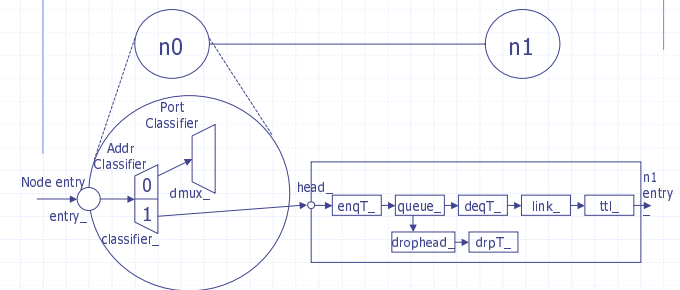 n0
n1
Port
Classifier
Addr
Classifier
Node entry
entry_
0
1
dmux_
classifier_
head_
enqT_
queue_
deqT_
link_
ttl_
n1
entry
_
drophead_
drpT_